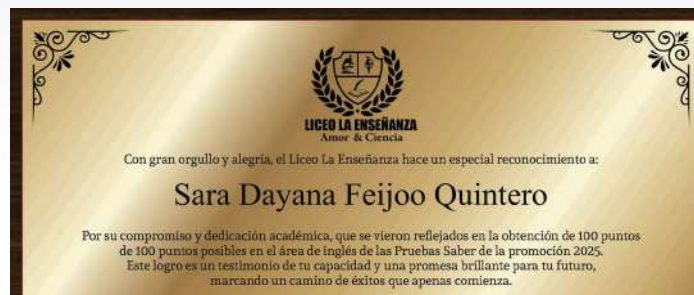 LICEO LA ENSEÑANZA
Amor & Ciencia
Con gran orgullo y alegría, el Liceo La Enseñanza hace un especial reconocimiento a:
Sara Dayana Feijoo Quintero
Por su compromiso y dedicación académica, que se vieron reflejados en la obtención de 100 puntos
de 100 puntos posibles en el área de inglés de las Pruebas Saber de la promoción 2025.
Este logro es un testimonio de tu capacidad y una promesa brillante para tu futuro,
marcando un camino de éxitos que apenas comienza.